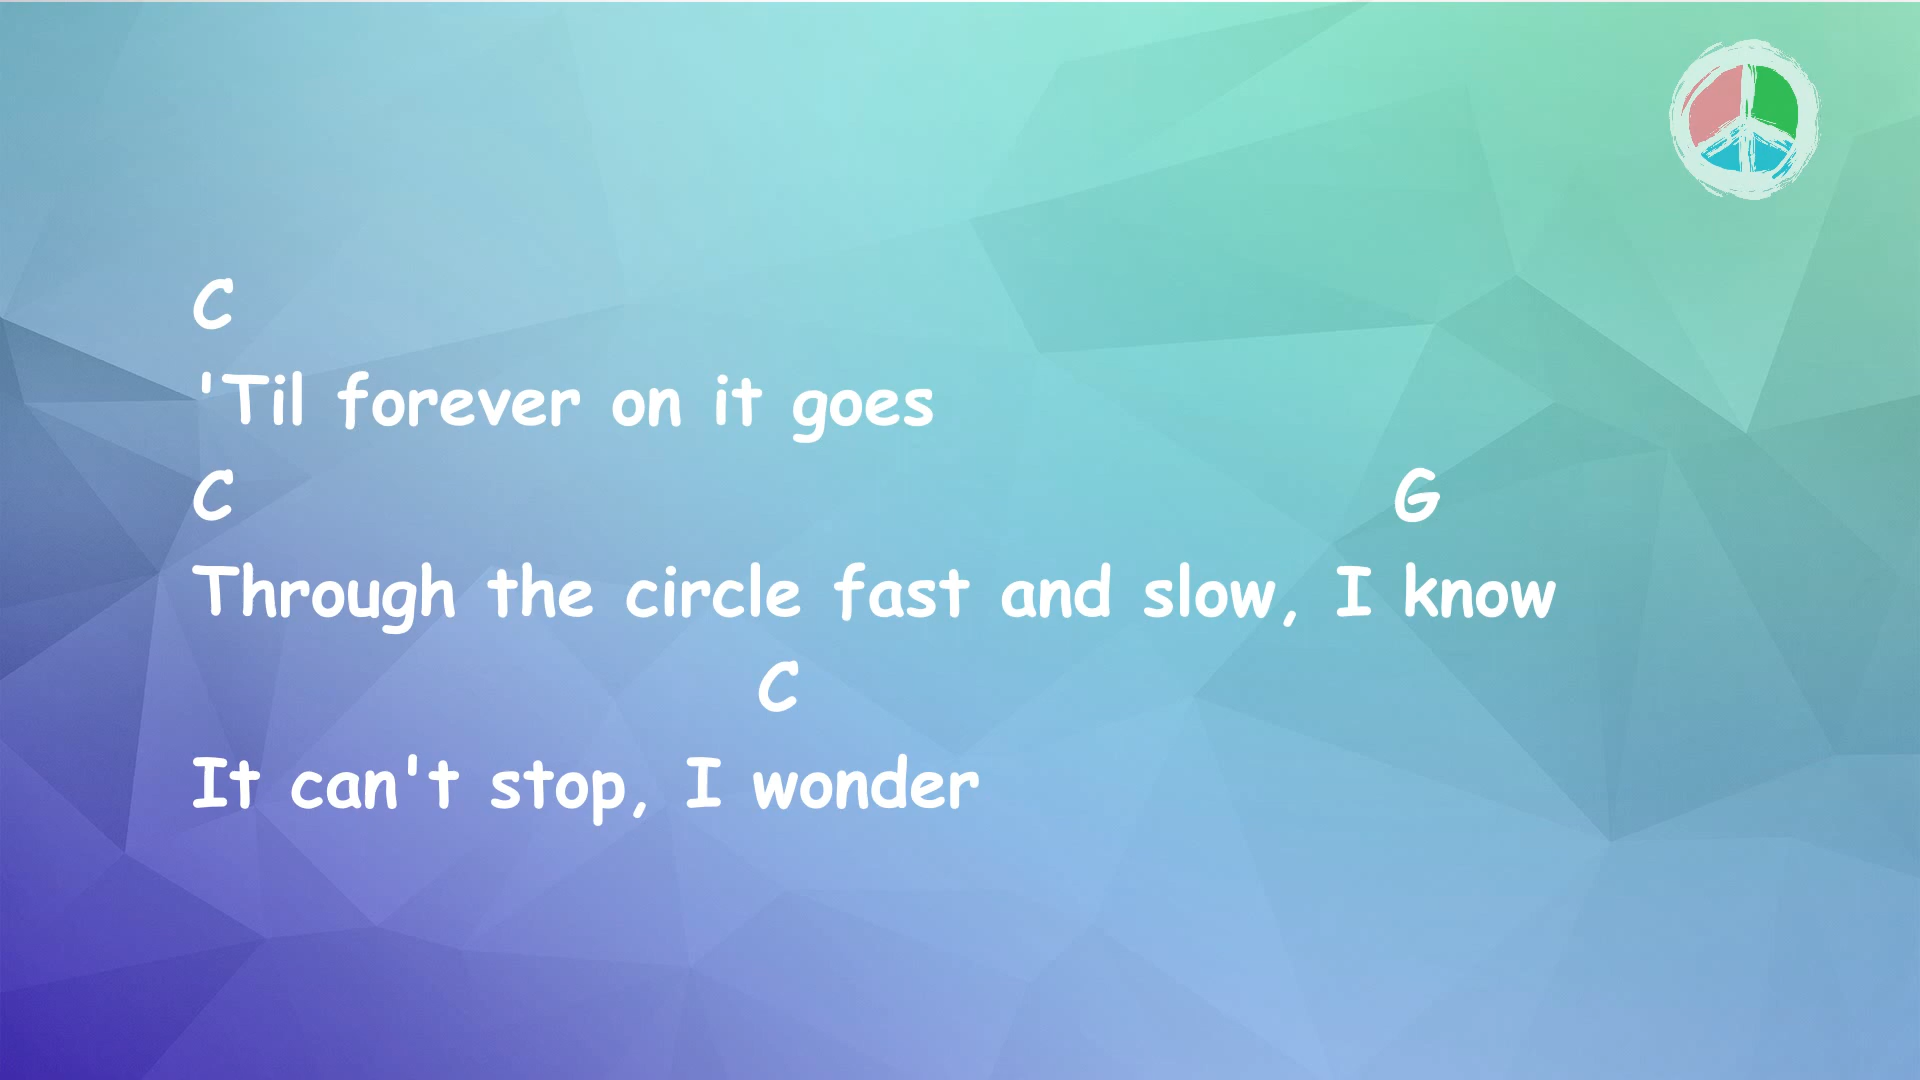 C
'Til forever on it goes
C G
Through the circle fast and slow, I know
C
It can't stop, I wonder